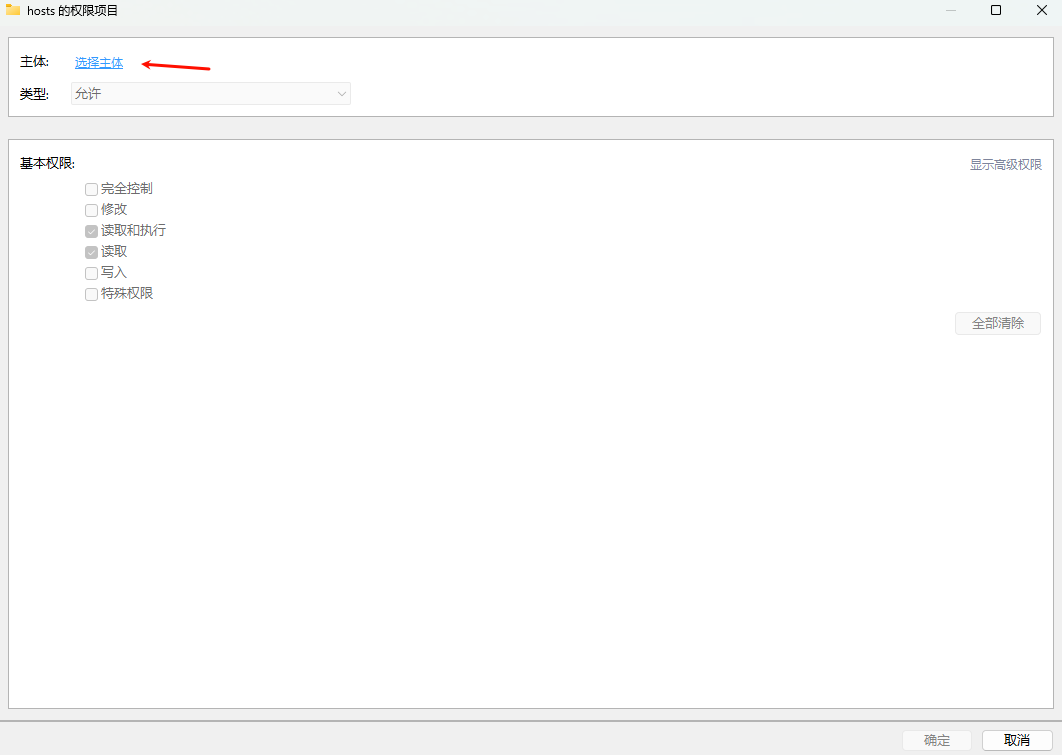 hosts 的权限项目
主体: 选择主体
类型: 允许
基本权限: 显示高级权限
完全控制
修改
读取和执行
读取
写入
特殊权限
全部清除
确定 取消